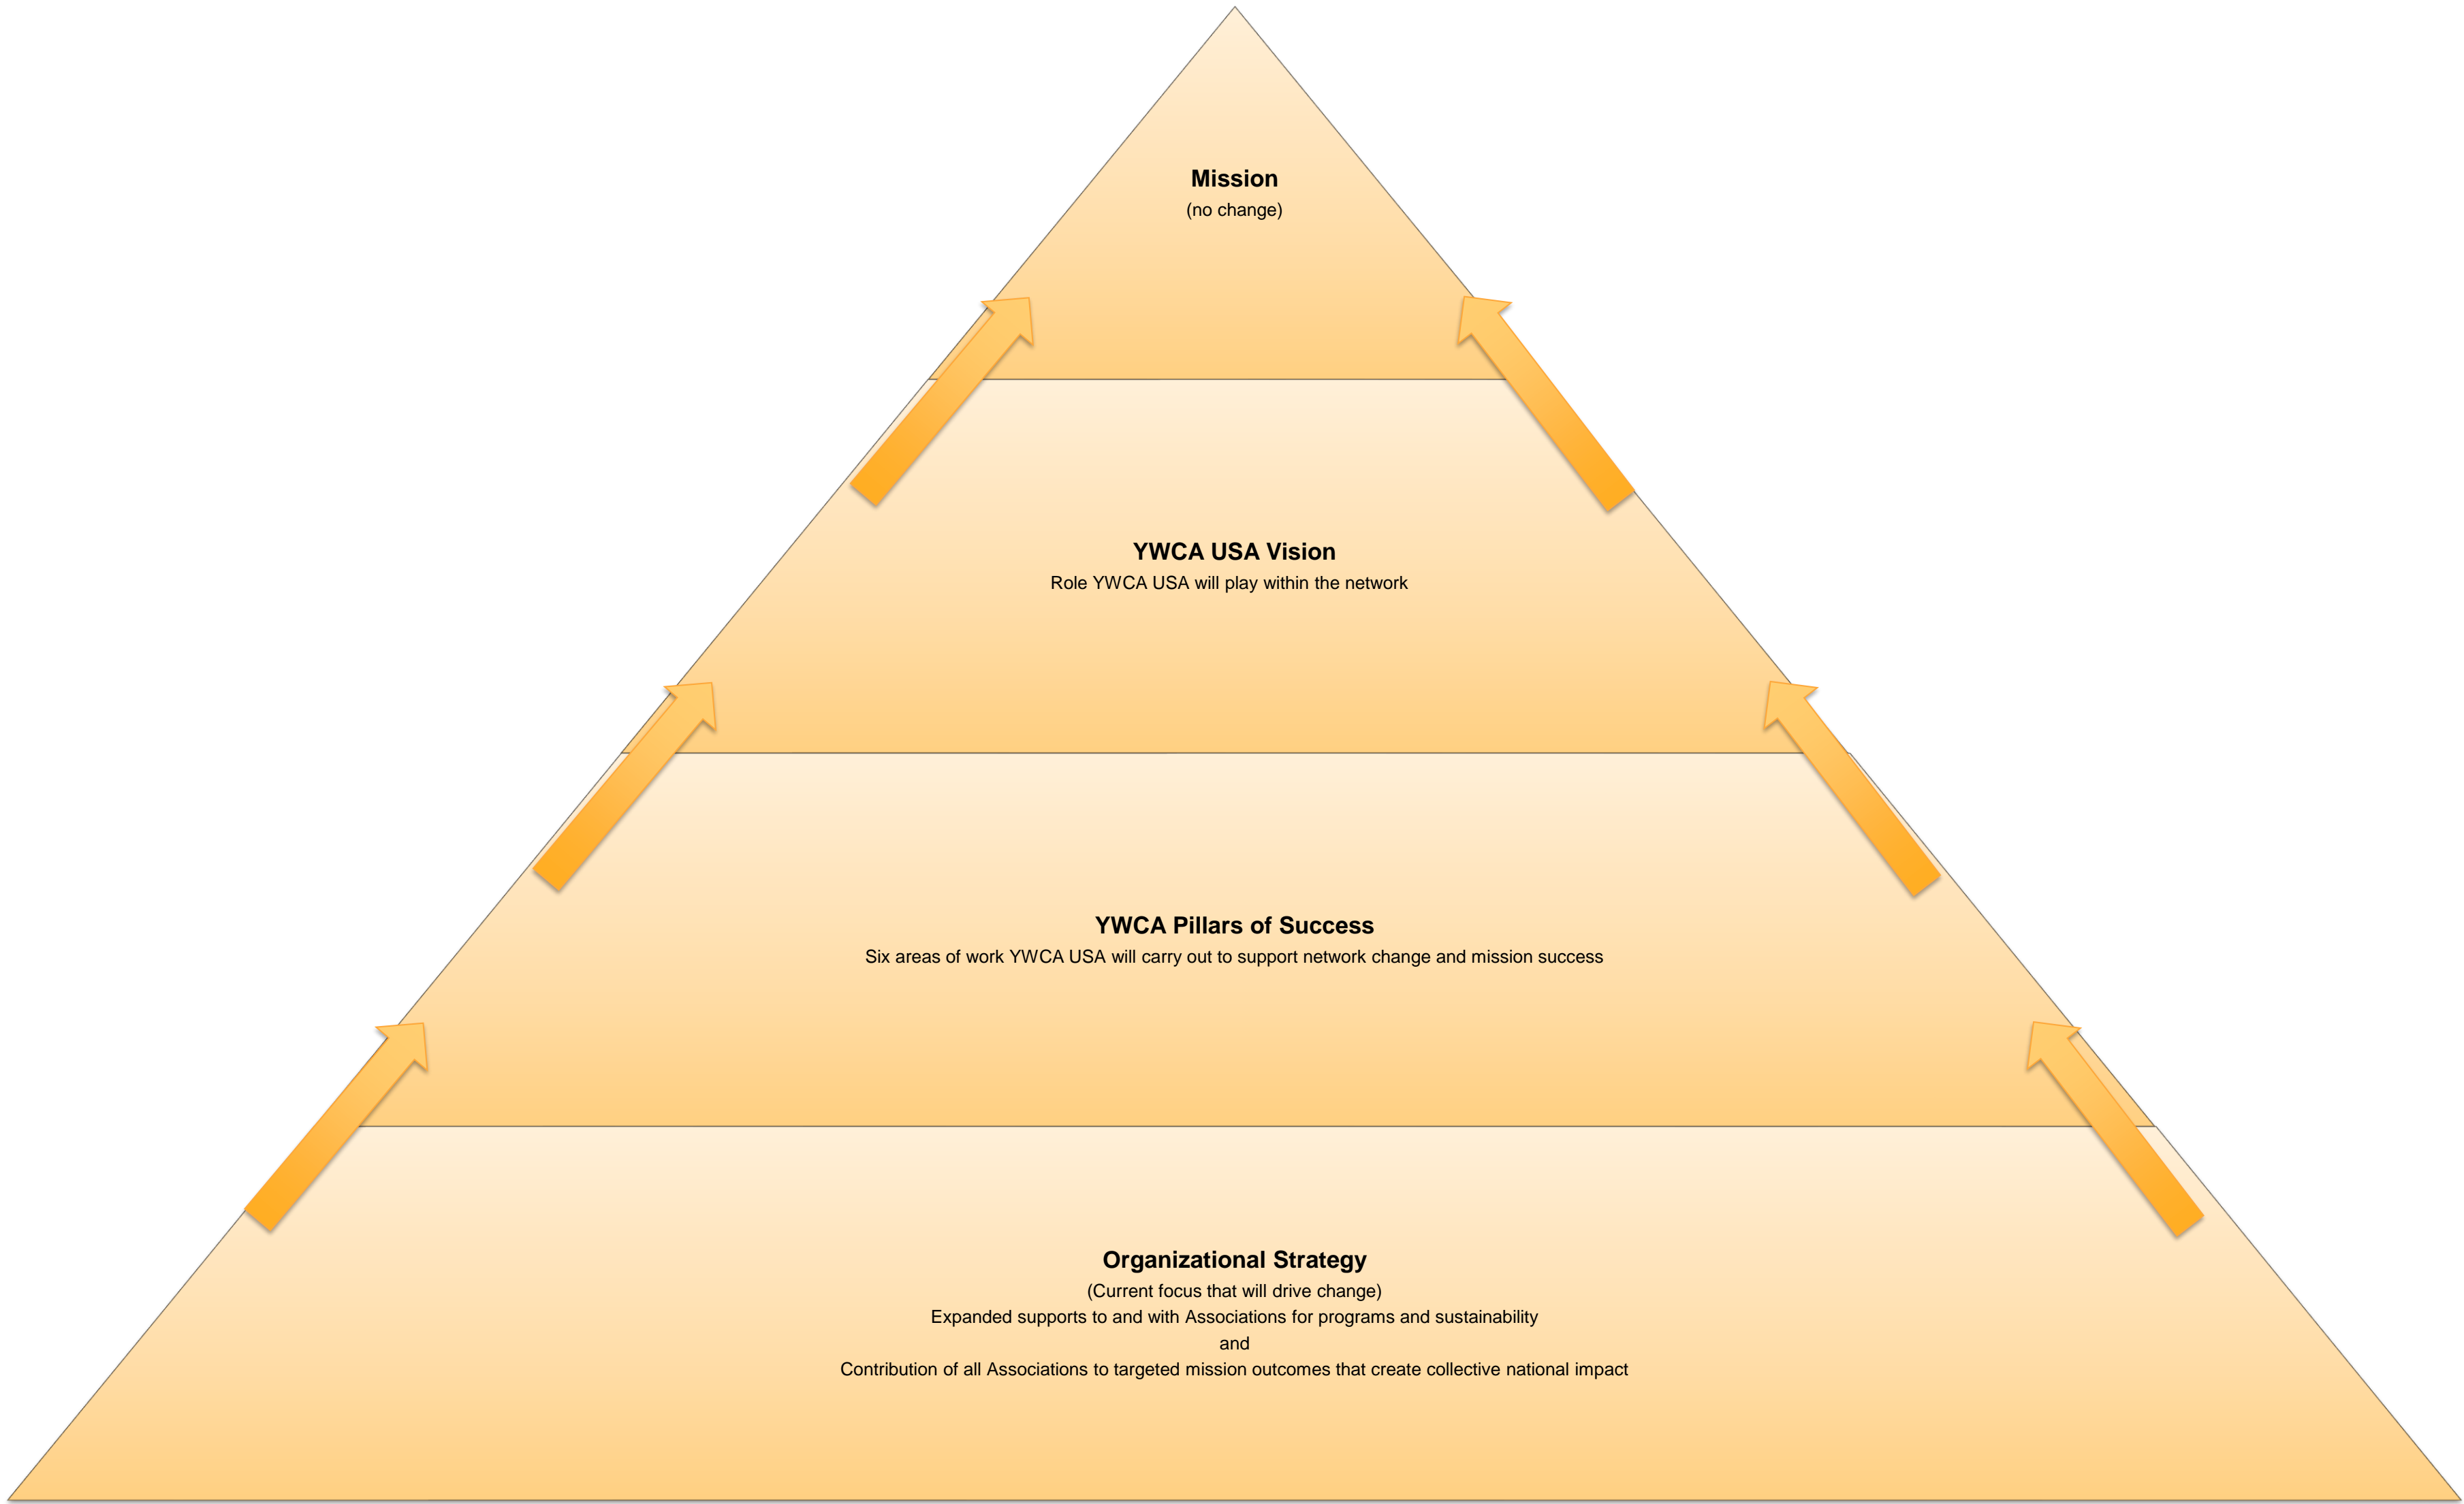 Mission
(no change)
YWCA USA Vision
Role YWCA USA will play within the network
YWCA Pillars of Success
Six areas of work YWCA USA will carry out to support network change and mission success
Organizational Strategy
(Current focus that will drive change)
Expanded supports to and with Associations for programs and sustainability
and
Contribution of all Associations to targeted mission outcomes that create collective national impact